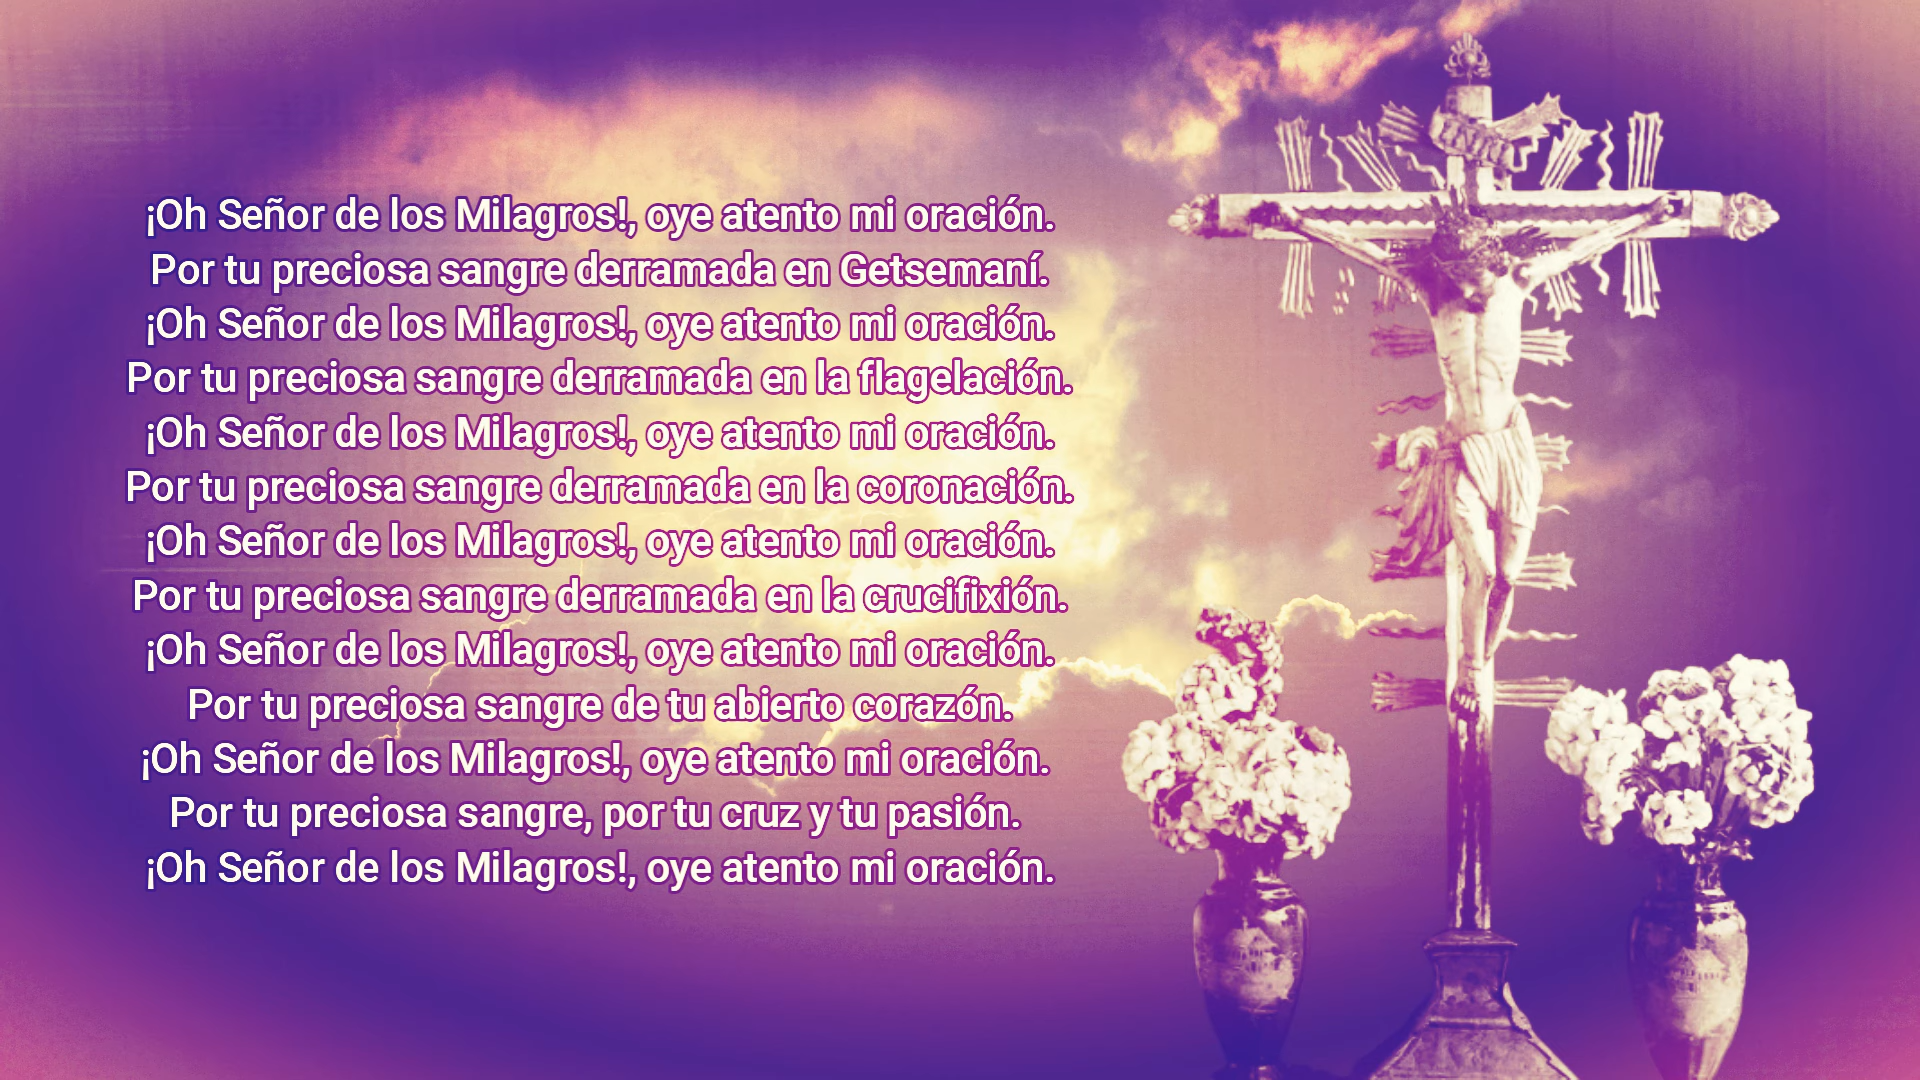 ¡Oh Señor de los Milagros!, oye atento mi oración.
Por tu preciosa sangre derramada en Getsemaní.
¡Oh Señor de los Milagros!, oye atento mi oración.
Por tu preciosa sangre derramada en la flagelación.
¡Oh Señor de los Milagros!, oye atento mi oración.
Por tu preciosa sangre derramada en la coronación.
¡Oh Señor de los Milagros!, oye atento mi oración.
Por tu preciosa sangre derramada en la crucifixión.
¡Oh Señor de los Milagros!, oye atento mi oración.
Por tu preciosa sangre de tu abierto corazón.
¡Oh Señor de los Milagros!, oye atento mi oración.
Por tu preciosa sangre, por tu cruz y tu pasión.
¡Oh Señor de los Milagros!, oye atento mi oración.